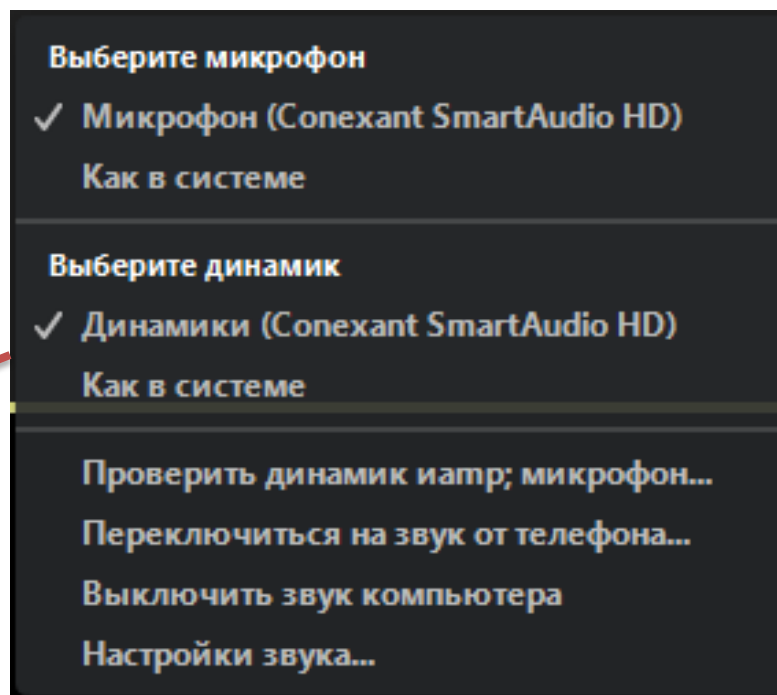 Выберите микрофон
Микрофон (Conexant SmartAudio HD)
Как в системе
Выберите динамик
Динамики (Conexant SmartAudio HD)
Как в системе
Проверить динамик иamp; микрофон...
Переключиться на звук от телефона...
Выключить звук компьютера
Настройки звука...